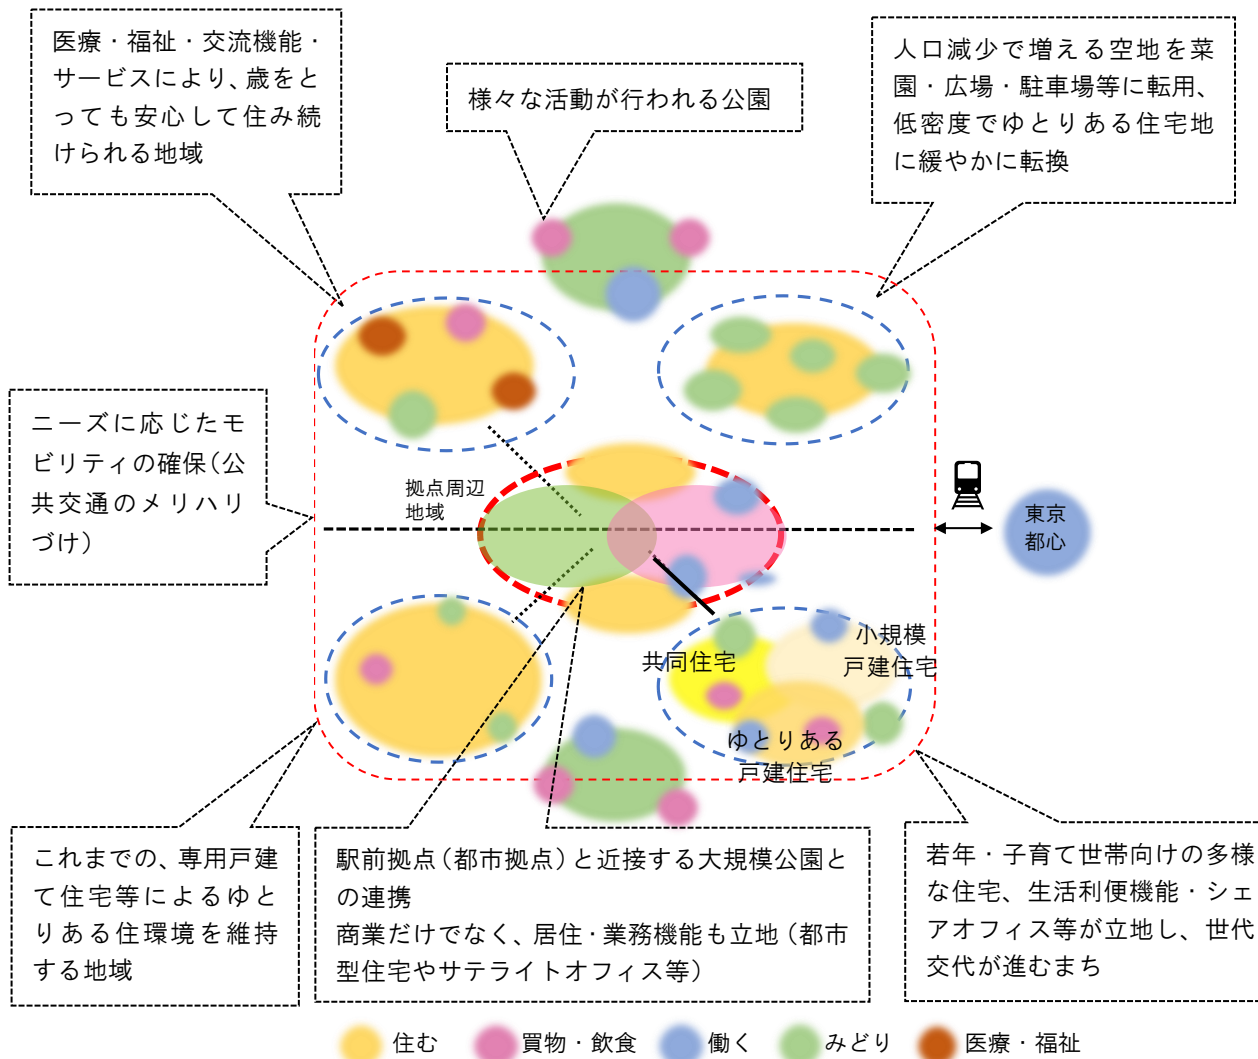 医療・福祉・交流機能・
サービスにより、歳をと
っても安心して住み続
けられる地域
様々な活動が行われる公園
人口減少で増える空地を菜
園・広場・駐車場等に転用、
低密度でゆとりある住宅地
に緩やかに転換
ニーズに応じたモ
ビリティの確保（公
共交通のメリハリ
づけ）
拠点周辺
地域
東京
都心
共同住宅
小規模
戸建住宅
ゆとりある
戸建住宅
これまでの、専用戸建
て住宅等によるゆと
りある住環境を維持
する地域
駅前拠点（都市拠点）と近接する大規模公園と
の連携
商業だけでなく、居住・業務機能も立地（都市
型住宅やサテライトオフィス等）
若年・子育て世帯向けの多様
な住宅、生活利便機能・シェ
アオフィス等が立地し、世代
交代が進むまち
住む
買物・飲食
働く
みどり
医療・福祉